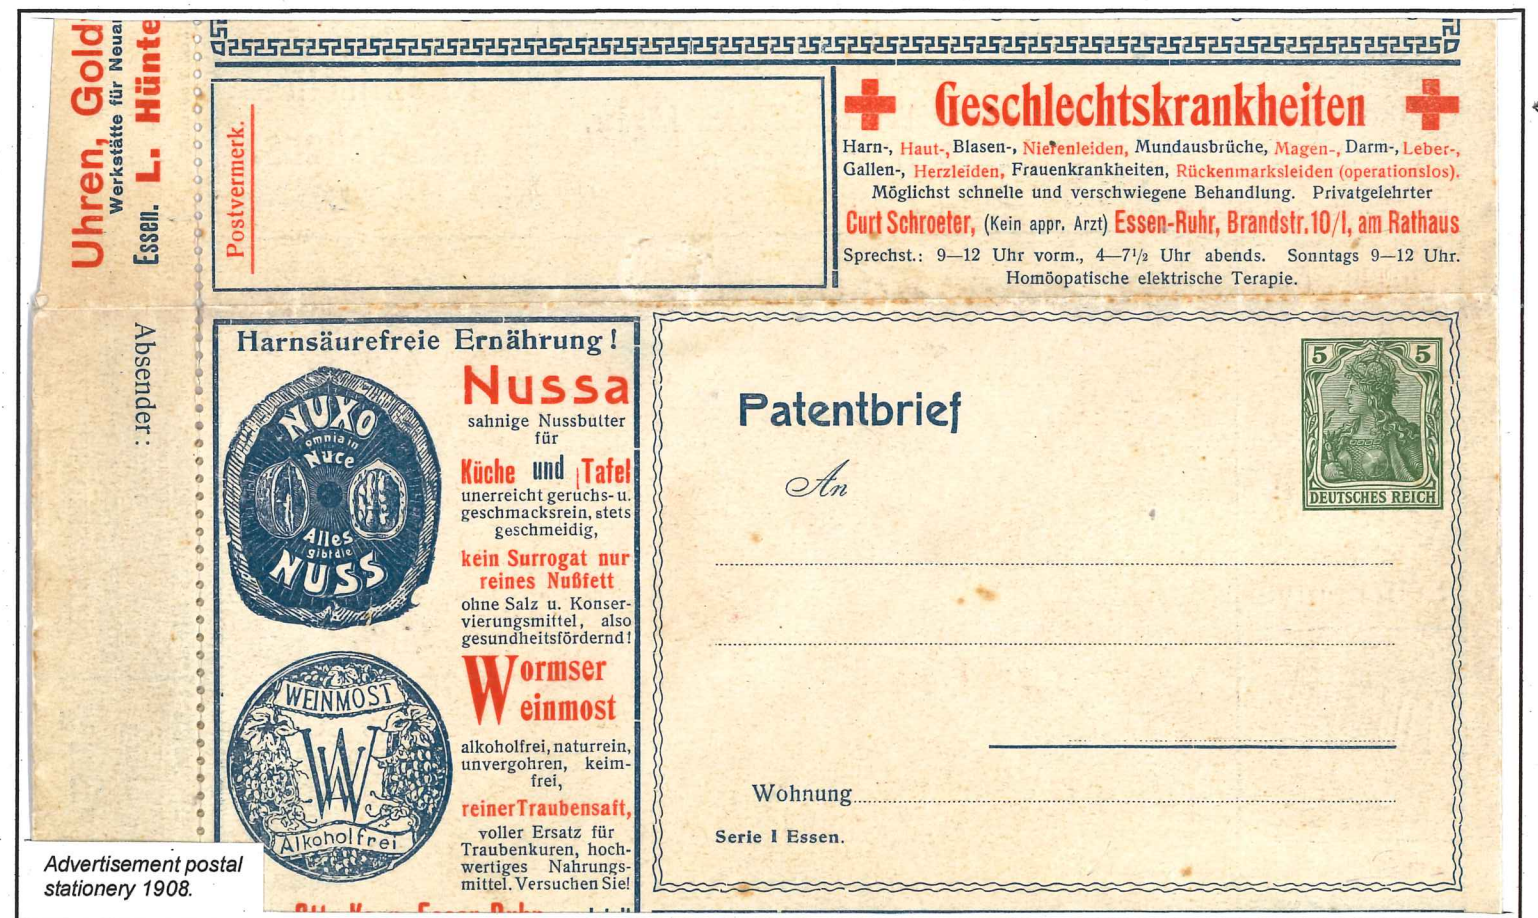 Uhren, Gold
Werkstätte für Neuar
Essen. L. Hünte
Absender:
Postvermerk.
Geschlechtskrankheiten
Harn-, Haut-, Blasen-, Nierenleiden, Mundausbrüche, Magen-, Darm-, Leber-,
Gallen-, Herzleiden, Frauenkrankheiten, Rückenmarksleiden (operationslos).
Möglichst schnelle und verschwiegene Behandlung. Privatgelehrter
Curt Schroeter, (Kein appr. Arzt) Essen-Ruhr, Brandstr. 10/I, am Rathaus
Sprechst.: 9—12 Uhr vorm., 4—7½ Uhr abends. Sonntags 9—12 Uhr.
Homöopatische elektrische Terapie.
Harnsäurefreie Ernährung!
NUXO
omnia in
Nuce
Alles
gibt die
NUSS
Nussa
sahnige Nussbutter
für
Küche und Tafel
unerreicht geruchs- u.
geschmacksrein, stets
geschmeidig,
kein Surrogat nur
reines Nußfett
ohne Salz u. Konser-
vierungsmittel, also
gesundheitsfördernd!
WEINMOST
WW
Alkoholfrei
Wormser
Weinmost
alkoholfrei, naturrein,
unvergohren, keim-
frei,
reiner Traubensaft,
voller Ersatz für
Traubenkuren, hoch-
wertiges Nahrungs-
mittel. Versuchen Sie!
Patentbrief
An
5 5
DEUTSCHES REICH
Wohnung
Serie I Essen.
Advertisement postal
stationery 1908.